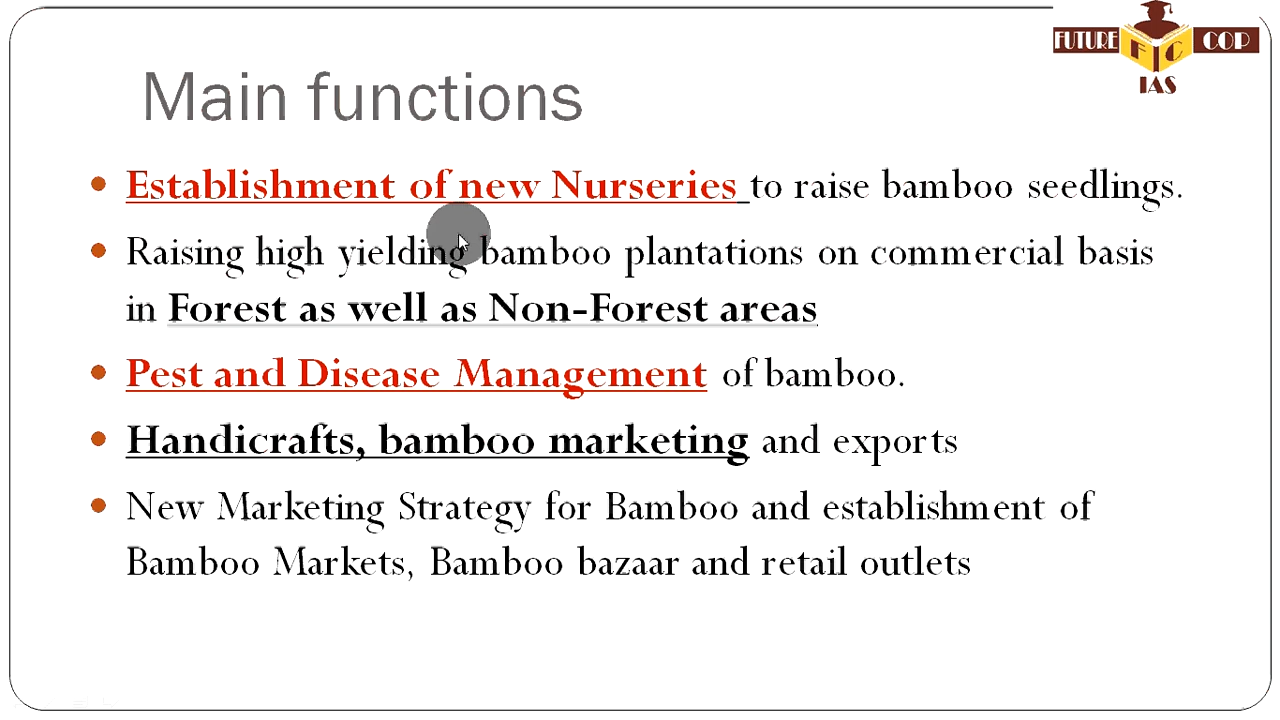 FUTURE F C COP
IAS
Main functions
Establishment of new Nurseries to raise bamboo seedlings.
Raising high yielding bamboo plantations on commercial basis
in Forest as well as Non-Forest areas
Pest and Disease Management of bamboo.
Handicrafts, bamboo marketing and exports
New Marketing Strategy for Bamboo and establishment of
Bamboo Markets, Bamboo bazaar and retail outlets